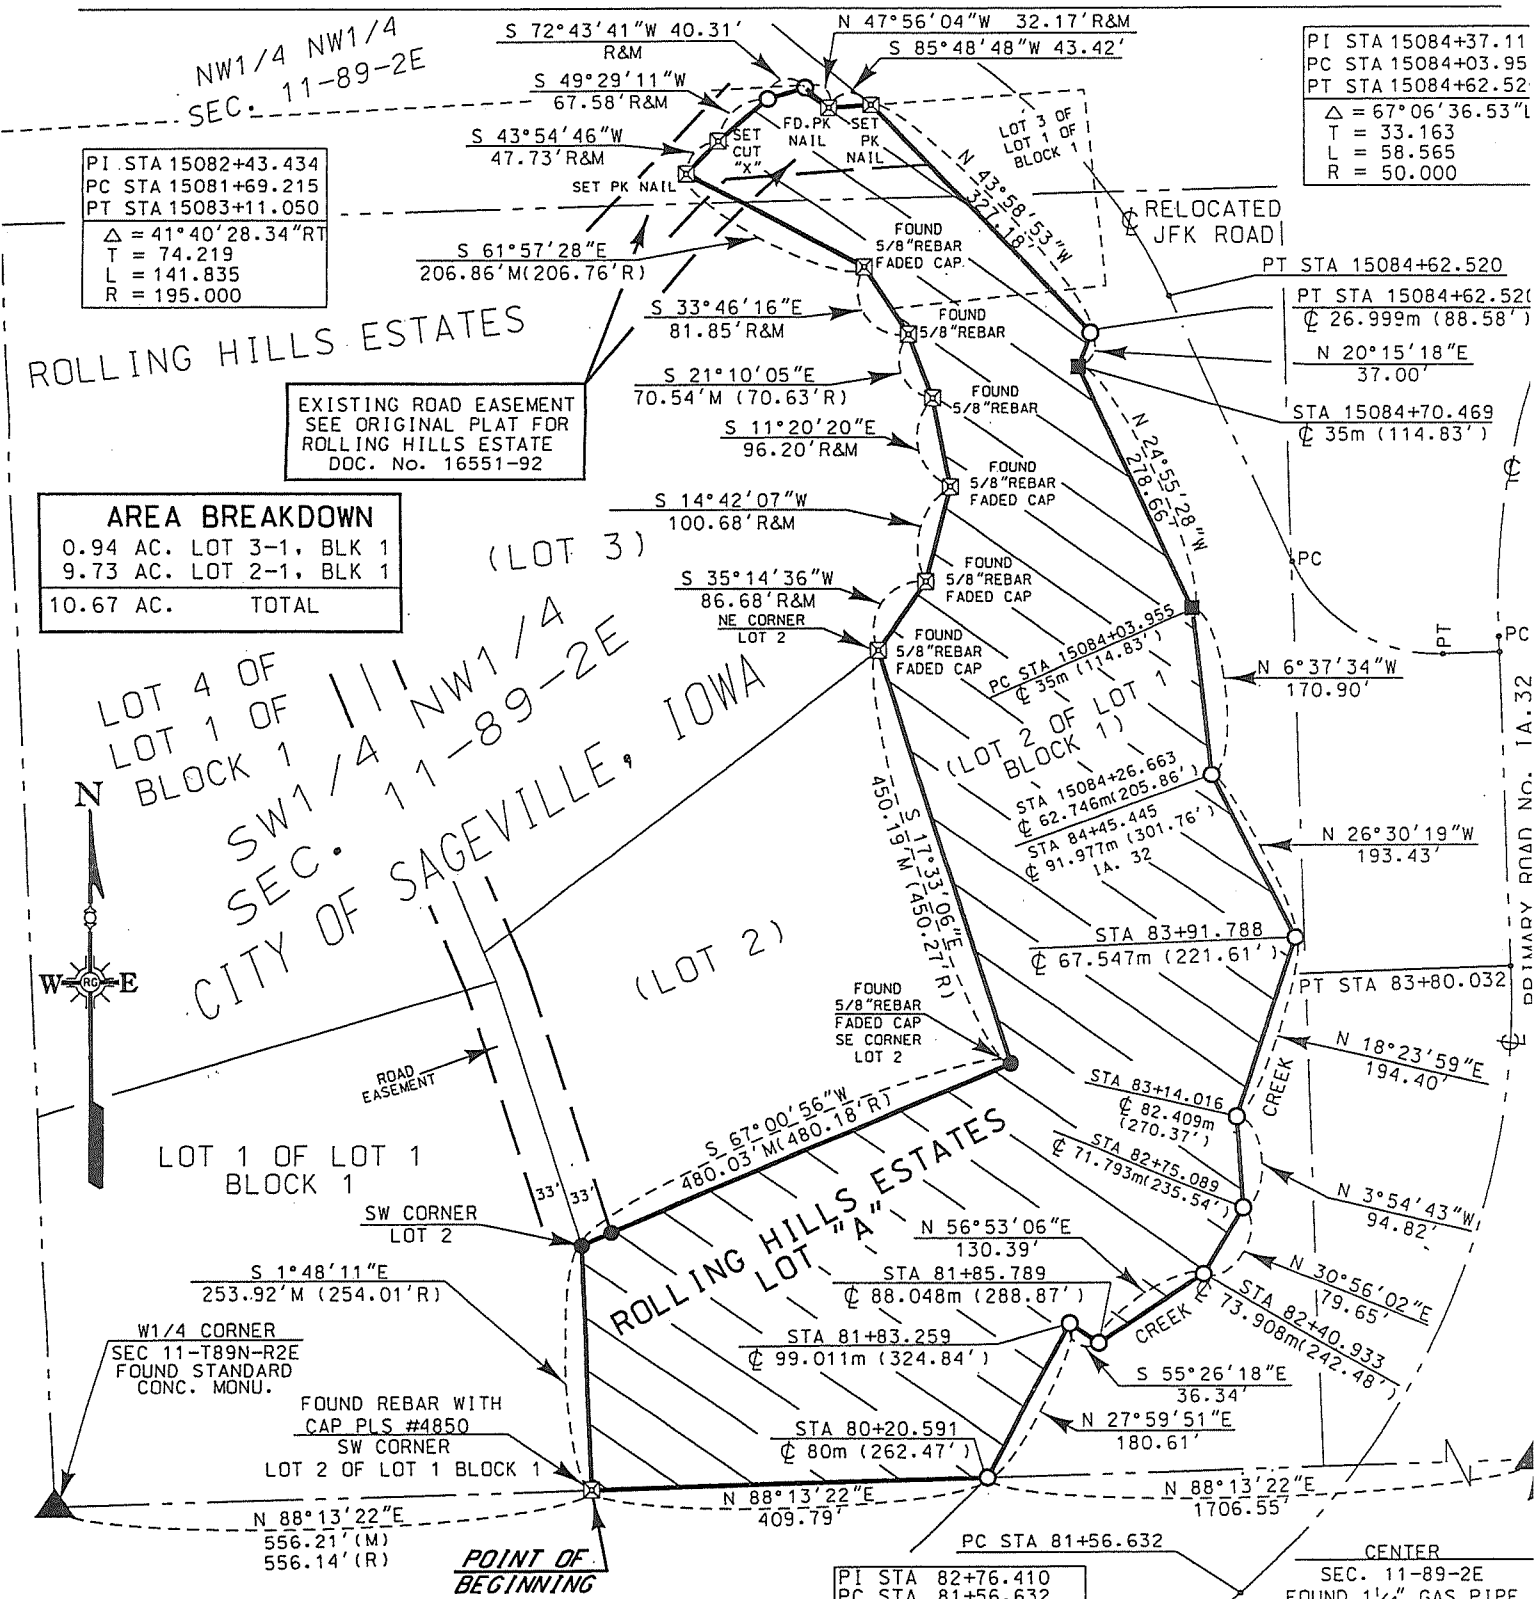 NW1/4 NW1/4
SEC. 11-89-2E
S 72°43'41"W 40.31'
R&M
N 47°56'04"W 32.17'R&M
S 85°48'48"W 43.42'
S 49°29'11"W
67.58'R&M
S 43°54'46"W
47.73'R&M
SET PK NAIL
SET
CUT
"X"
FD.PK
NAIL
SET
PK
NAIL
LOT 3 OF
LOT 1 OF
BLOCK 1
PI STA 15084+37.11
PC STA 15084+03.95
PT STA 15084+62.52
△ = 67°06'36.53"L
T = 33.163
L = 58.565
R = 50.000
PI STA 15082+43.434
PC STA 15081+69.215
PT STA 15083+11.050
△ = 41°40'28.34"RT
T = 74.219
L = 141.835
R = 195.000
N 43°58'53"W
327.18'
℄ RELOCATED
JFK ROAD
S 61°57'28"E
206.86'M(206.76'R)
FOUND
5/8"REBAR
FADED CAP
PT STA 15084+62.520
PT STA 15084+62.520
℄ 26.999m (88.58')
S 33°46'16"E
81.85'R&M
FOUND
5/8"REBAR
N 20°15'18"E
37.00'
ROLLING HILLS ESTATES
S 21°10'05"E
70.54'M (70.63'R)
FOUND
5/8"REBAR
STA 15084+70.469
℄ 35m (114.83')
EXISTING ROAD EASEMENT
SEE ORIGINAL PLAT FOR
ROLLING HILLS ESTATE
DOC. No. 16551-92
S 11°20'20"E
96.20'R&M
FOUND
5/8"REBAR
FADED CAP
N 24°55'28"W
278.66'
℄
AREA BREAKDOWN
0.94 AC. LOT 3-1, BLK 1
9.73 AC. LOT 2-1, BLK 1
10.67 AC. TOTAL
(LOT 3)
S 14°42'07"W
100.68'R&M
FOUND
5/8"REBAR
FADED CAP
PC
S 35°14'36"W
86.68'R&M
NE CORNER
LOT 2
FOUND
5/8"REBAR
FADED CAP
PC STA 15084+03.955
℄ 35m (114.83')
PT
PC
N 6°37'34"W
170.90'
LOT 4 OF
LOT 1 OF
BLOCK 1
SW1/4 NW1/4
SEC. 11-89-2E
CITY OF SAGEVILLE, IOWA
(LOT 2 OF LOT 1
BLOCK 1)
℄ PRIMARY ROAD No. IA. 32
N
W
RG
E
S 17°33'06"E
450.19'M (450.27'R)
STA 15084+26.663
℄ 62.746m(205.86')
STA 84+45.445
℄ 91.977m (301.76')
IA. 32
N 26°30'19"W
193.43'
(LOT 2)
STA 83+91.788
℄ 67.547m (221.61')
PT STA 83+80.032
FOUND
5/8"REBAR
FADED CAP
SE CORNER
LOT 2
ROAD
EASEMENT
N 18°23'59"E
194.40'
CREEK
STA 83+14.016
℄ 82.409m
(270.37')
S 67°00'56"W
480.03'M(480.18'R)
LOT 1 OF LOT 1
BLOCK 1
33'
33'
STA 82+75.089
℄ 71.793m(235.54')
N 3°54'43"W
94.82'
SW CORNER
LOT 2
ROLLING HILLS ESTATES
LOT "A"
N 56°53'06"E
130.39'
N 30°56'02"E
79.65'
S 1°48'11"E
253.92'M (254.01'R)
STA 81+85.789
℄ 88.048m (288.87')
STA 82+40.933
℄ 73.908m(242.48')
CREEK
W1/4 CORNER
SEC 11-T89N-R2E
FOUND STANDARD
CONC. MONU.
STA 81+83.259
℄ 99.011m (324.84')
S 55°26'18"E
36.34'
FOUND REBAR WITH
CAP PLS #4850
SW CORNER
LOT 2 OF LOT 1 BLOCK 1
STA 80+20.591
℄ 80m (262.47')
N 27°59'51"E
180.61'
N 88°13'22"E
556.21'(M)
556.14'(R)
N 88°13'22"E
409.79'
N 88°13'22"E
1706.55'
POINT OF
BEGINNING
PC STA 81+56.632
PI STA 82+76.410
PC STA 81+56.632
CENTER
SEC. 11-89-2E
FOUND 1¼" GAS PIPE